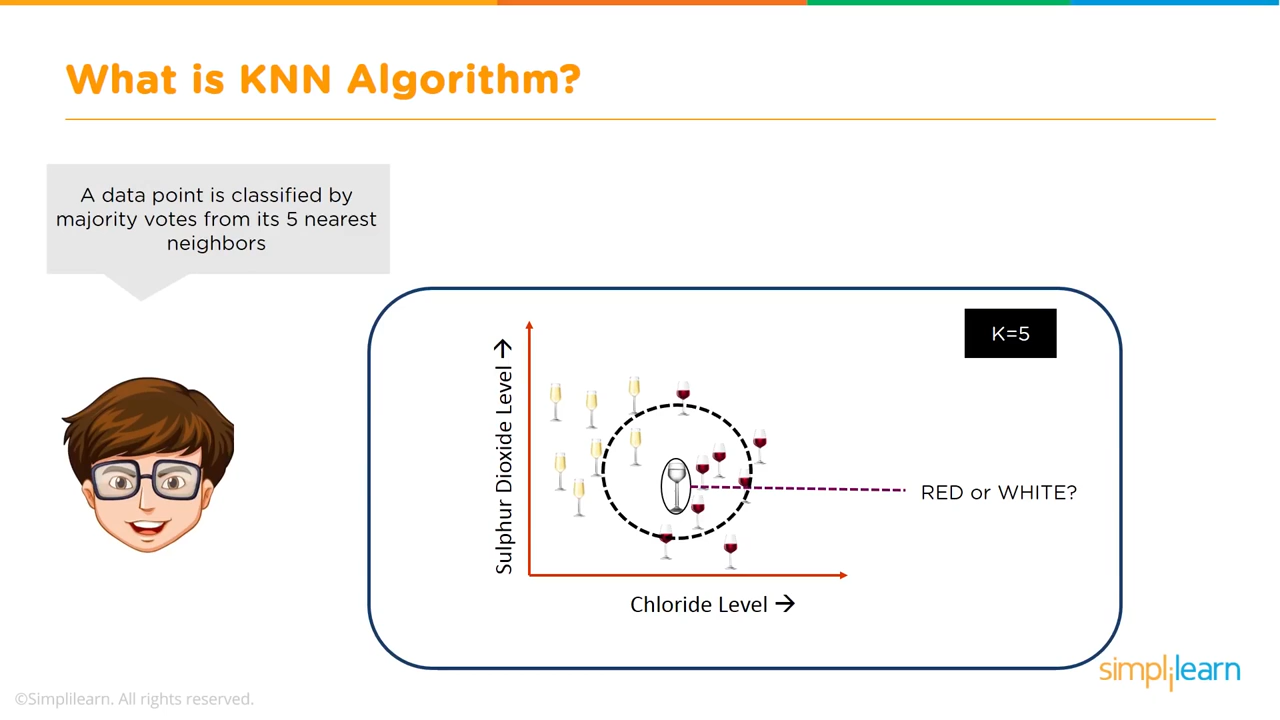 What is KNN Algorithm?
A data point is classified by
majority votes from its 5 nearest
neighbors
K=5
Sulphur Dioxide Level →
RED or WHITE?
Chloride Level →
simplilearn
©Simplilearn. All rights reserved.